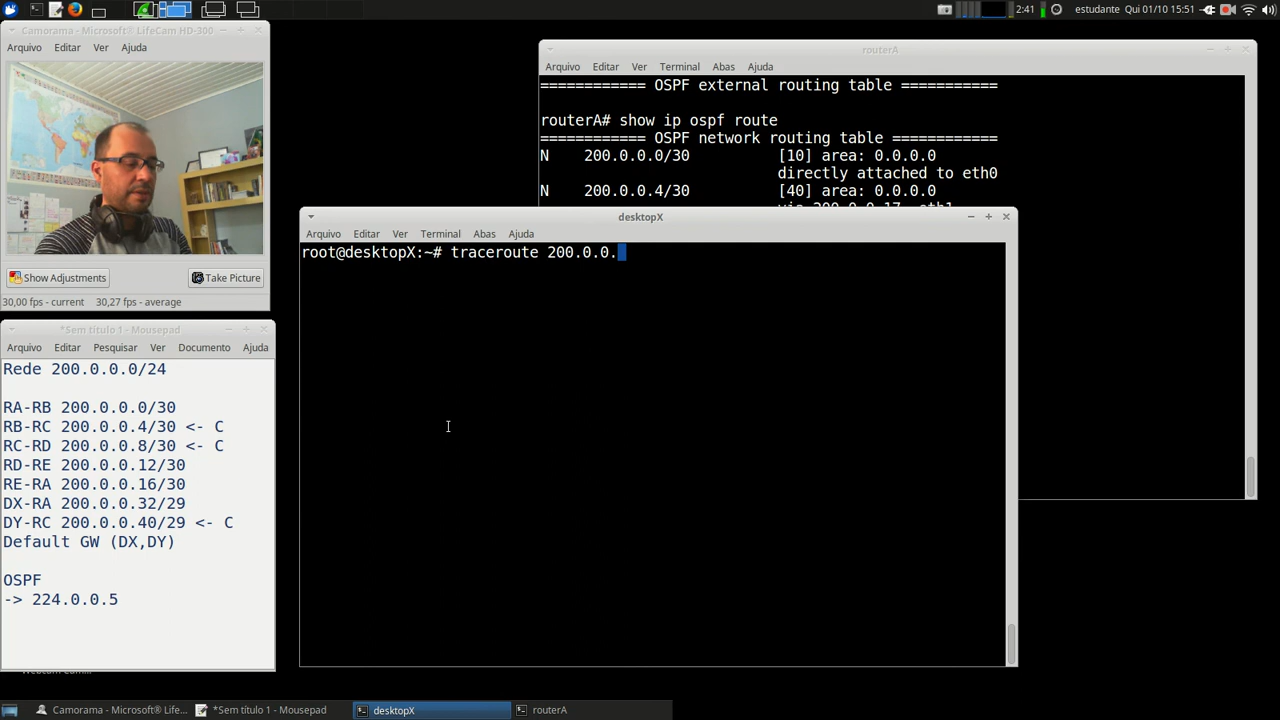 2:41
estudante
Qui 01/10 15:51
Camorama - Microsoft® LifeCam HD-300
Arquivo Editar Ver Ajuda
Show Adjustments
Take Picture
30,00 fps - current 30,27 fps - average
*Sem título 1 - Mousepad
Arquivo Editar Pesquisar Ver Documento Ajuda
Rede 200.0.0.0/24
RA-RB 200.0.0.0/30
RB-RC 200.0.0.4/30 <- C
RC-RD 200.0.0.8/30 <- C
RD-RE 200.0.0.12/30
RE-RA 200.0.0.16/30
DX-RA 200.0.0.32/29
DY-RC 200.0.0.40/29 <- C
Default GW (DX,DY)
OSPF
-> 224.0.0.5
routerA
Arquivo Editar Ver Terminal Abas Ajuda
============ OSPF external routing table ===========
routerA# show ip ospf route
============ OSPF network routing table ============
N 200.0.0.0/30 [10] area: 0.0.0.0
directly attached to eth0
N 200.0.0.4/30 [40] area: 0.0.0.0
via 200.0.0.17, eth1
desktopX
Arquivo Editar Ver Terminal Abas Ajuda
root@desktopX:~# traceroute 200.0.0.
Camorama - Microsoft® Life...
*Sem título 1 - Mousepad
desktopX
routerA